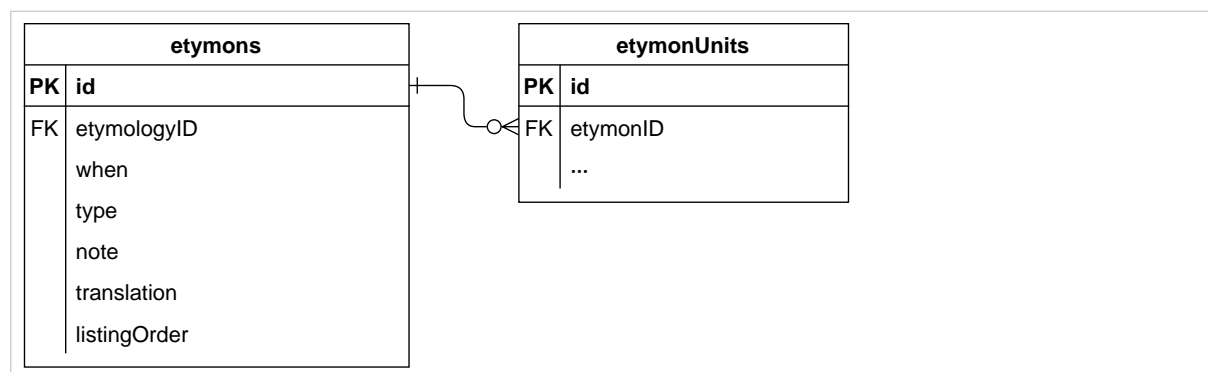 etymons
PK id
FK etymologyID
when
type
note
translation
listingOrder
etymonUnits
PK id
FK etymonID
...